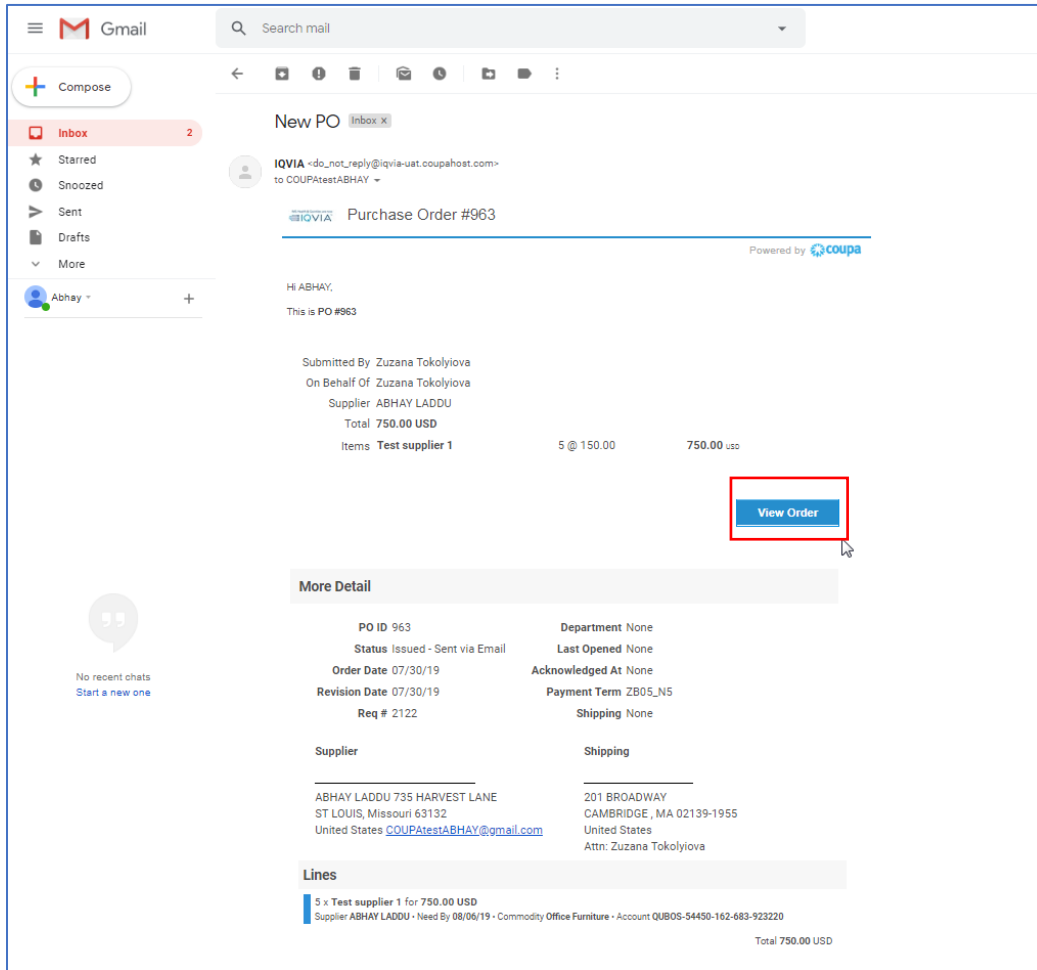 Gmail
Search mail
Compose
New PO Inbox x
Inbox 2
Starred
Snoozed
Sent
Drafts
More
Abhay
No recent chats
Start a new one
IQVIA <do_not_reply@iqvia-uat.coupahost.com>
to COUPAtestABHAY
IQVIA Purchase Order #963
Powered by coupa
Hi ABHAY,
This is PO #963
Submitted By Zuzana Tokolyiova
On Behalf Of Zuzana Tokolyiova
Supplier ABHAY LADDU
Total 750.00 USD
Items Test supplier 1 5 @ 150.00 750.00 USD
View Order
More Detail
PO ID 963 Department None
Status Issued - Sent via Email Last Opened None
Order Date 07/30/19 Acknowledged At None
Revision Date 07/30/19 Payment Term ZB05_N5
Req # 2122 Shipping None
Supplier Shipping
ABHAY LADDU 735 HARVEST LANE 201 BROADWAY
ST LOUIS, Missouri 63132 CAMBRIDGE , MA 02139-1955
United States COUPAtestABHAY@gmail.com United States
Attn: Zuzana Tokolyiova
Lines
5 x Test supplier 1 for 750.00 USD
Supplier ABHAY LADDU • Need By 08/06/19 • Commodity Office Furniture • Account QUBOS-54450-162-683-923220
Total 750.00 USD